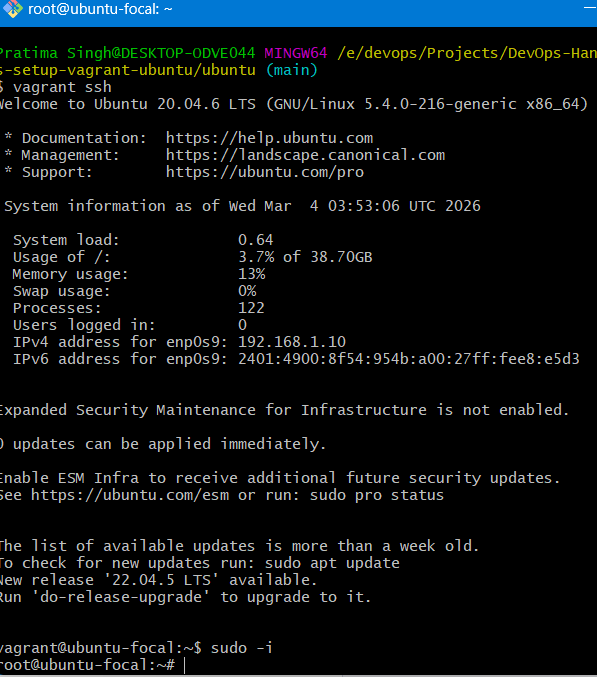 root@ubuntu-focal: ~
Pratima Singh@DESKTOP-ODVEO44 MINGW64 /e/devops/Projects/DevOps-Han
s-setup-vagrant-ubuntu/ubuntu (main)
$ vagrant ssh
Welcome to Ubuntu 20.04.6 LTS (GNU/Linux 5.4.0-216-generic x86_64)
* Documentation:  https://help.ubuntu.com
* Management:     https://landscape.canonical.com
* Support:        https://ubuntu.com/pro
System information as of Wed Mar  4 03:53:06 UTC 2026
System load:             0.64
Usage of /:              3.7% of 38.70GB
Memory usage:            13%
Swap usage:              0%
Processes:               122
Users logged in:         0
IPv4 address for enp0s9: 192.168.1.10
IPv6 address for enp0s9: 2401:4900:8f54:954b:a00:27ff:fee8:e5d3
Expanded Security Maintenance for Infrastructure is not enabled.
0 updates can be applied immediately.
Enable ESM Infra to receive additional future security updates.
See https://ubuntu.com/esm or run: sudo pro status
The list of available updates is more than a week old.
To check for new updates run: sudo apt update
New release '22.04.5 LTS' available.
Run 'do-release-upgrade' to upgrade to it.
vagrant@ubuntu-focal:~$ sudo -i
root@ubuntu-focal:~#